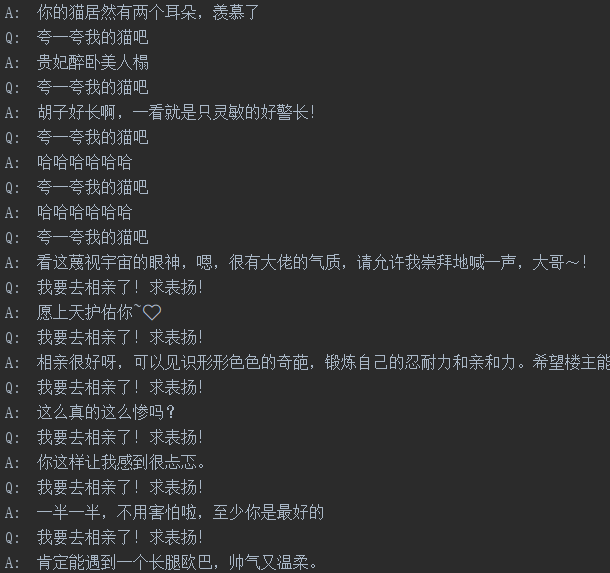 A: 你的猫居然有两个耳朵，羡慕了
Q: 夸一夸我的猫吧
A: 贵妃醉卧美人榻
Q: 夸一夸我的猫吧
A: 胡子好长啊，一看就是只灵敏的好警长！
Q: 夸一夸我的猫吧
A: 哈哈哈哈哈哈
Q: 夸一夸我的猫吧
A: 哈哈哈哈哈哈
Q: 夸一夸我的猫吧
A: 看这蔑视宇宙的眼神，嗯，很有大佬的气质，请允许我崇拜地喊一声，大哥～！
Q: 我要去相亲了！求表扬！
A: 愿上天护佑你~♡
Q: 我要去相亲了！求表扬！
A: 相亲很好呀，可以见识形形色色的奇葩，锻炼自己的忍耐力和亲和力。希望楼主能
Q: 我要去相亲了！求表扬！
A: 这么真的这么惨吗？
Q: 我要去相亲了！求表扬！
A: 你这样让我感到很忐忑。
Q: 我要去相亲了！求表扬！
A: 一半一半，不用害怕啦，至少你是最好的
Q: 我要去相亲了！求表扬！
A: 肯定能遇到一个长腿欧巴，帅气又温柔。